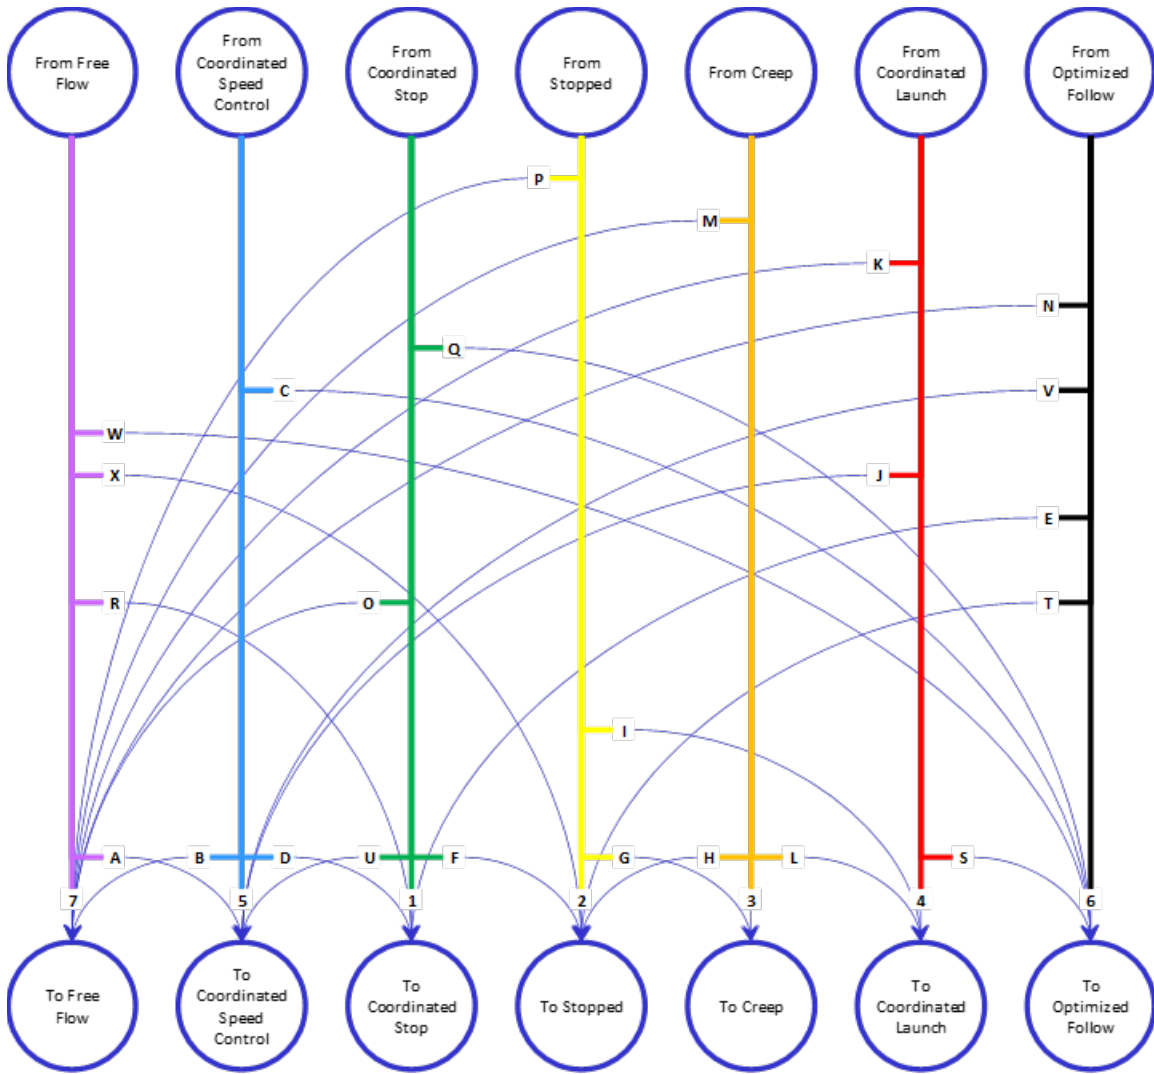 From Free
Flow
From
Coordinated
Speed
Control
From
Coordinated
Stop
From
Stopped
From Creep
From
Coordinated
Launch
From
Optimized
Follow
P
M
K
N
Q
C
V
W
X
J
E
R
O
T
I
A
B
D
U
F
G
H
L
S
7
5
1
2
3
4
6
To Free
Flow
To
Coordinated
Speed
Control
To
Coordinated
Stop
To Stopped
To Creep
To
Coordinated
Launch
To
Optimized
Follow